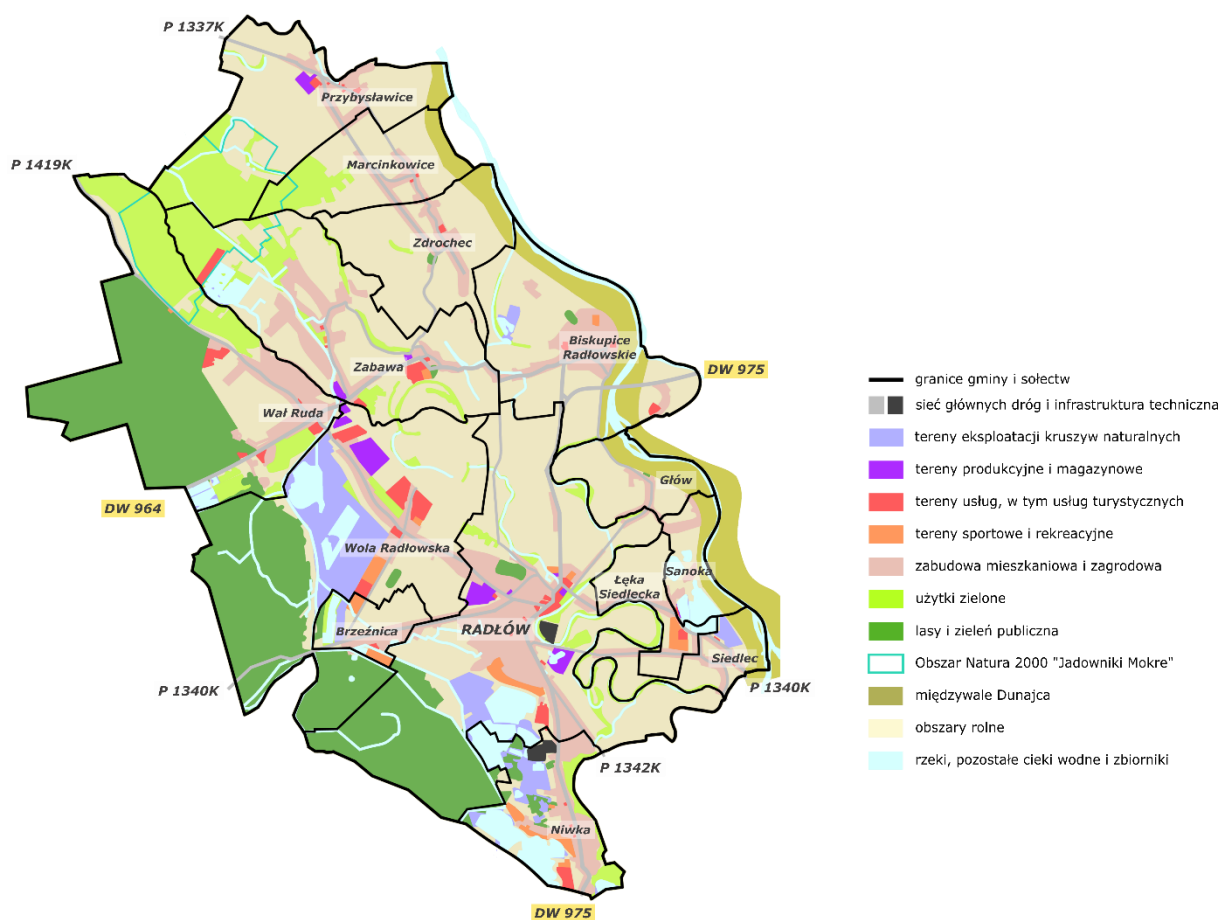 P 1337K
Przybysławice
P 1419K
Marcinkowice
Zdrochec
Biskupice
Radłowskie
Zabawa
DW 975
Wał Ruda
Głów
DW 964
Wola Radłowska
Sanoka
Łęka
Siedlecka
Brzeźnica
RADŁÓW
Siedlec
P 1340K
P 1340K
P 1342K
Niwka
DW 975
granice gminy i sołectw
sieć głównych dróg i infrastruktura techniczna
tereny eksploatacji kruszyw naturalnych
tereny produkcyjne i magazynowe
tereny usług, w tym usług turystycznych
tereny sportowe i rekreacyjne
zabudowa mieszkaniowa i zagrodowa
użytki zielone
lasy i zieleń publiczna
Obszar Natura 2000 "Jadowniki Mokre"
międzywale Dunajca
obszary rolne
rzeki, pozostałe cieki wodne i zbiorniki